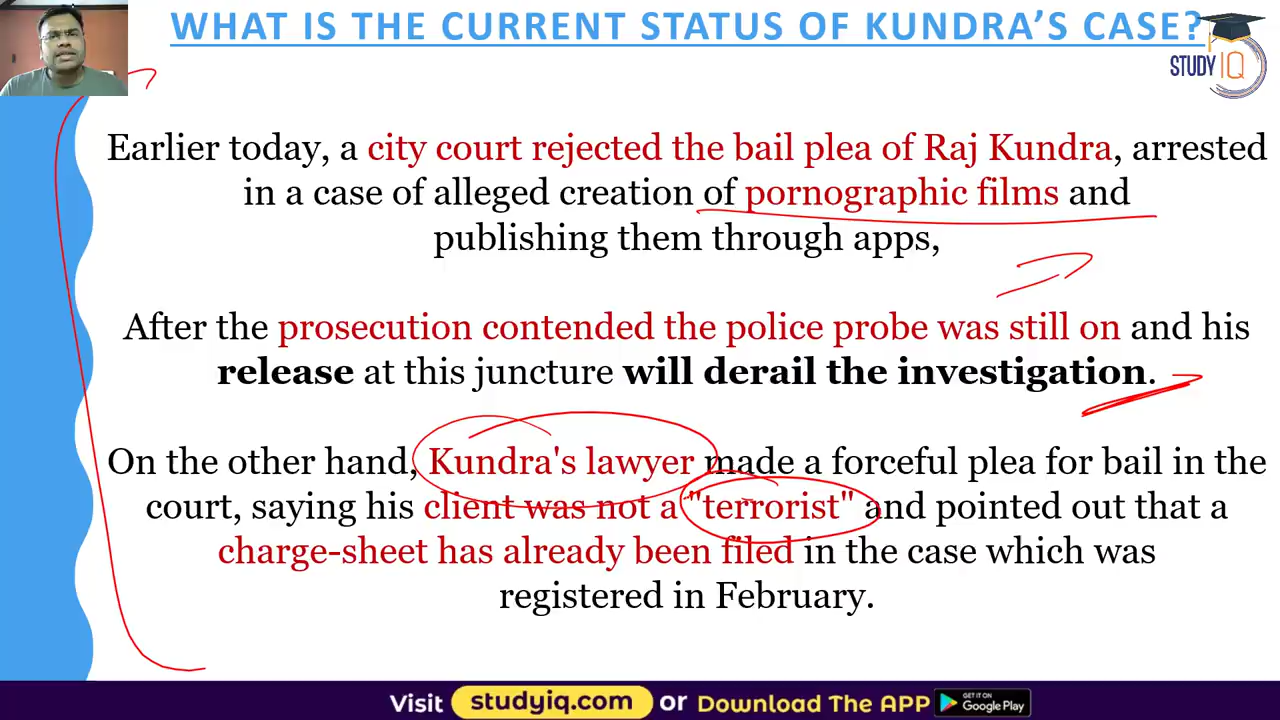 WHAT IS THE CURRENT STATUS OF KUNDRA'S CASE?
STUDY IQ
Earlier today, a city court rejected the bail plea of Raj Kundra, arrested
in a case of alleged creation of pornographic films and
publishing them through apps,
After the prosecution contended the police probe was still on and his
release at this juncture will derail the investigation.
On the other hand, Kundra's lawyer made a forceful plea for bail in the
court, saying his client was not a "terrorist" and pointed out that a
charge-sheet has already been filed in the case which was
registered in February.
Visit studyiq.com or Download The APP GET IT ON Google Play